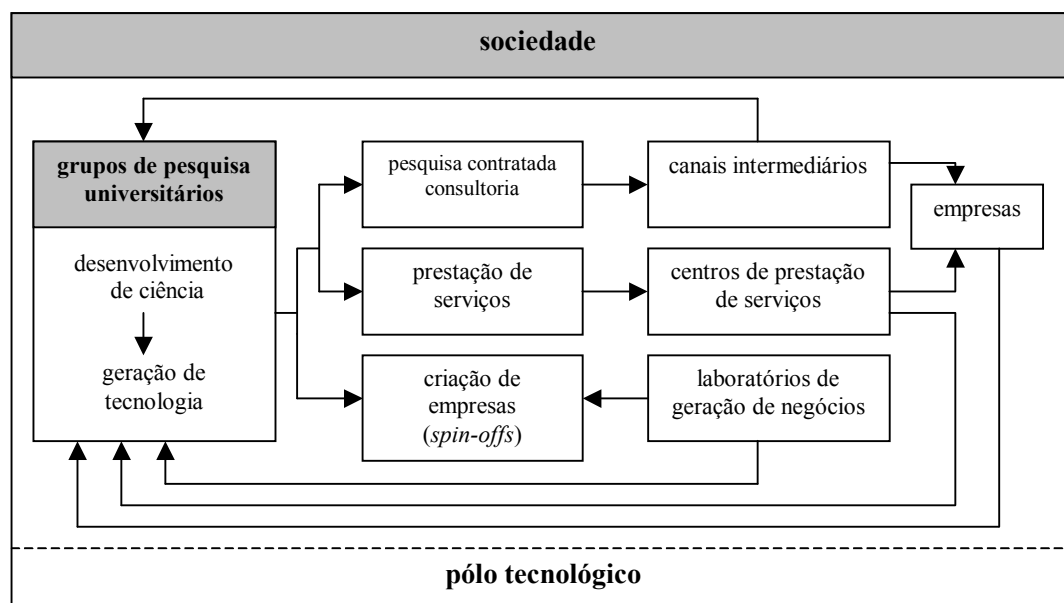 sociedade
grupos de pesquisa
universitários
desenvolvimento
de ciência
geração de
tecnologia
pesquisa contratada
consultoria
canais intermediários
empresas
prestação de
serviços
centros de prestação
de serviços
criação de
empresas
(spin-offs)
laboratórios de
geração de negócios
pólo tecnológico